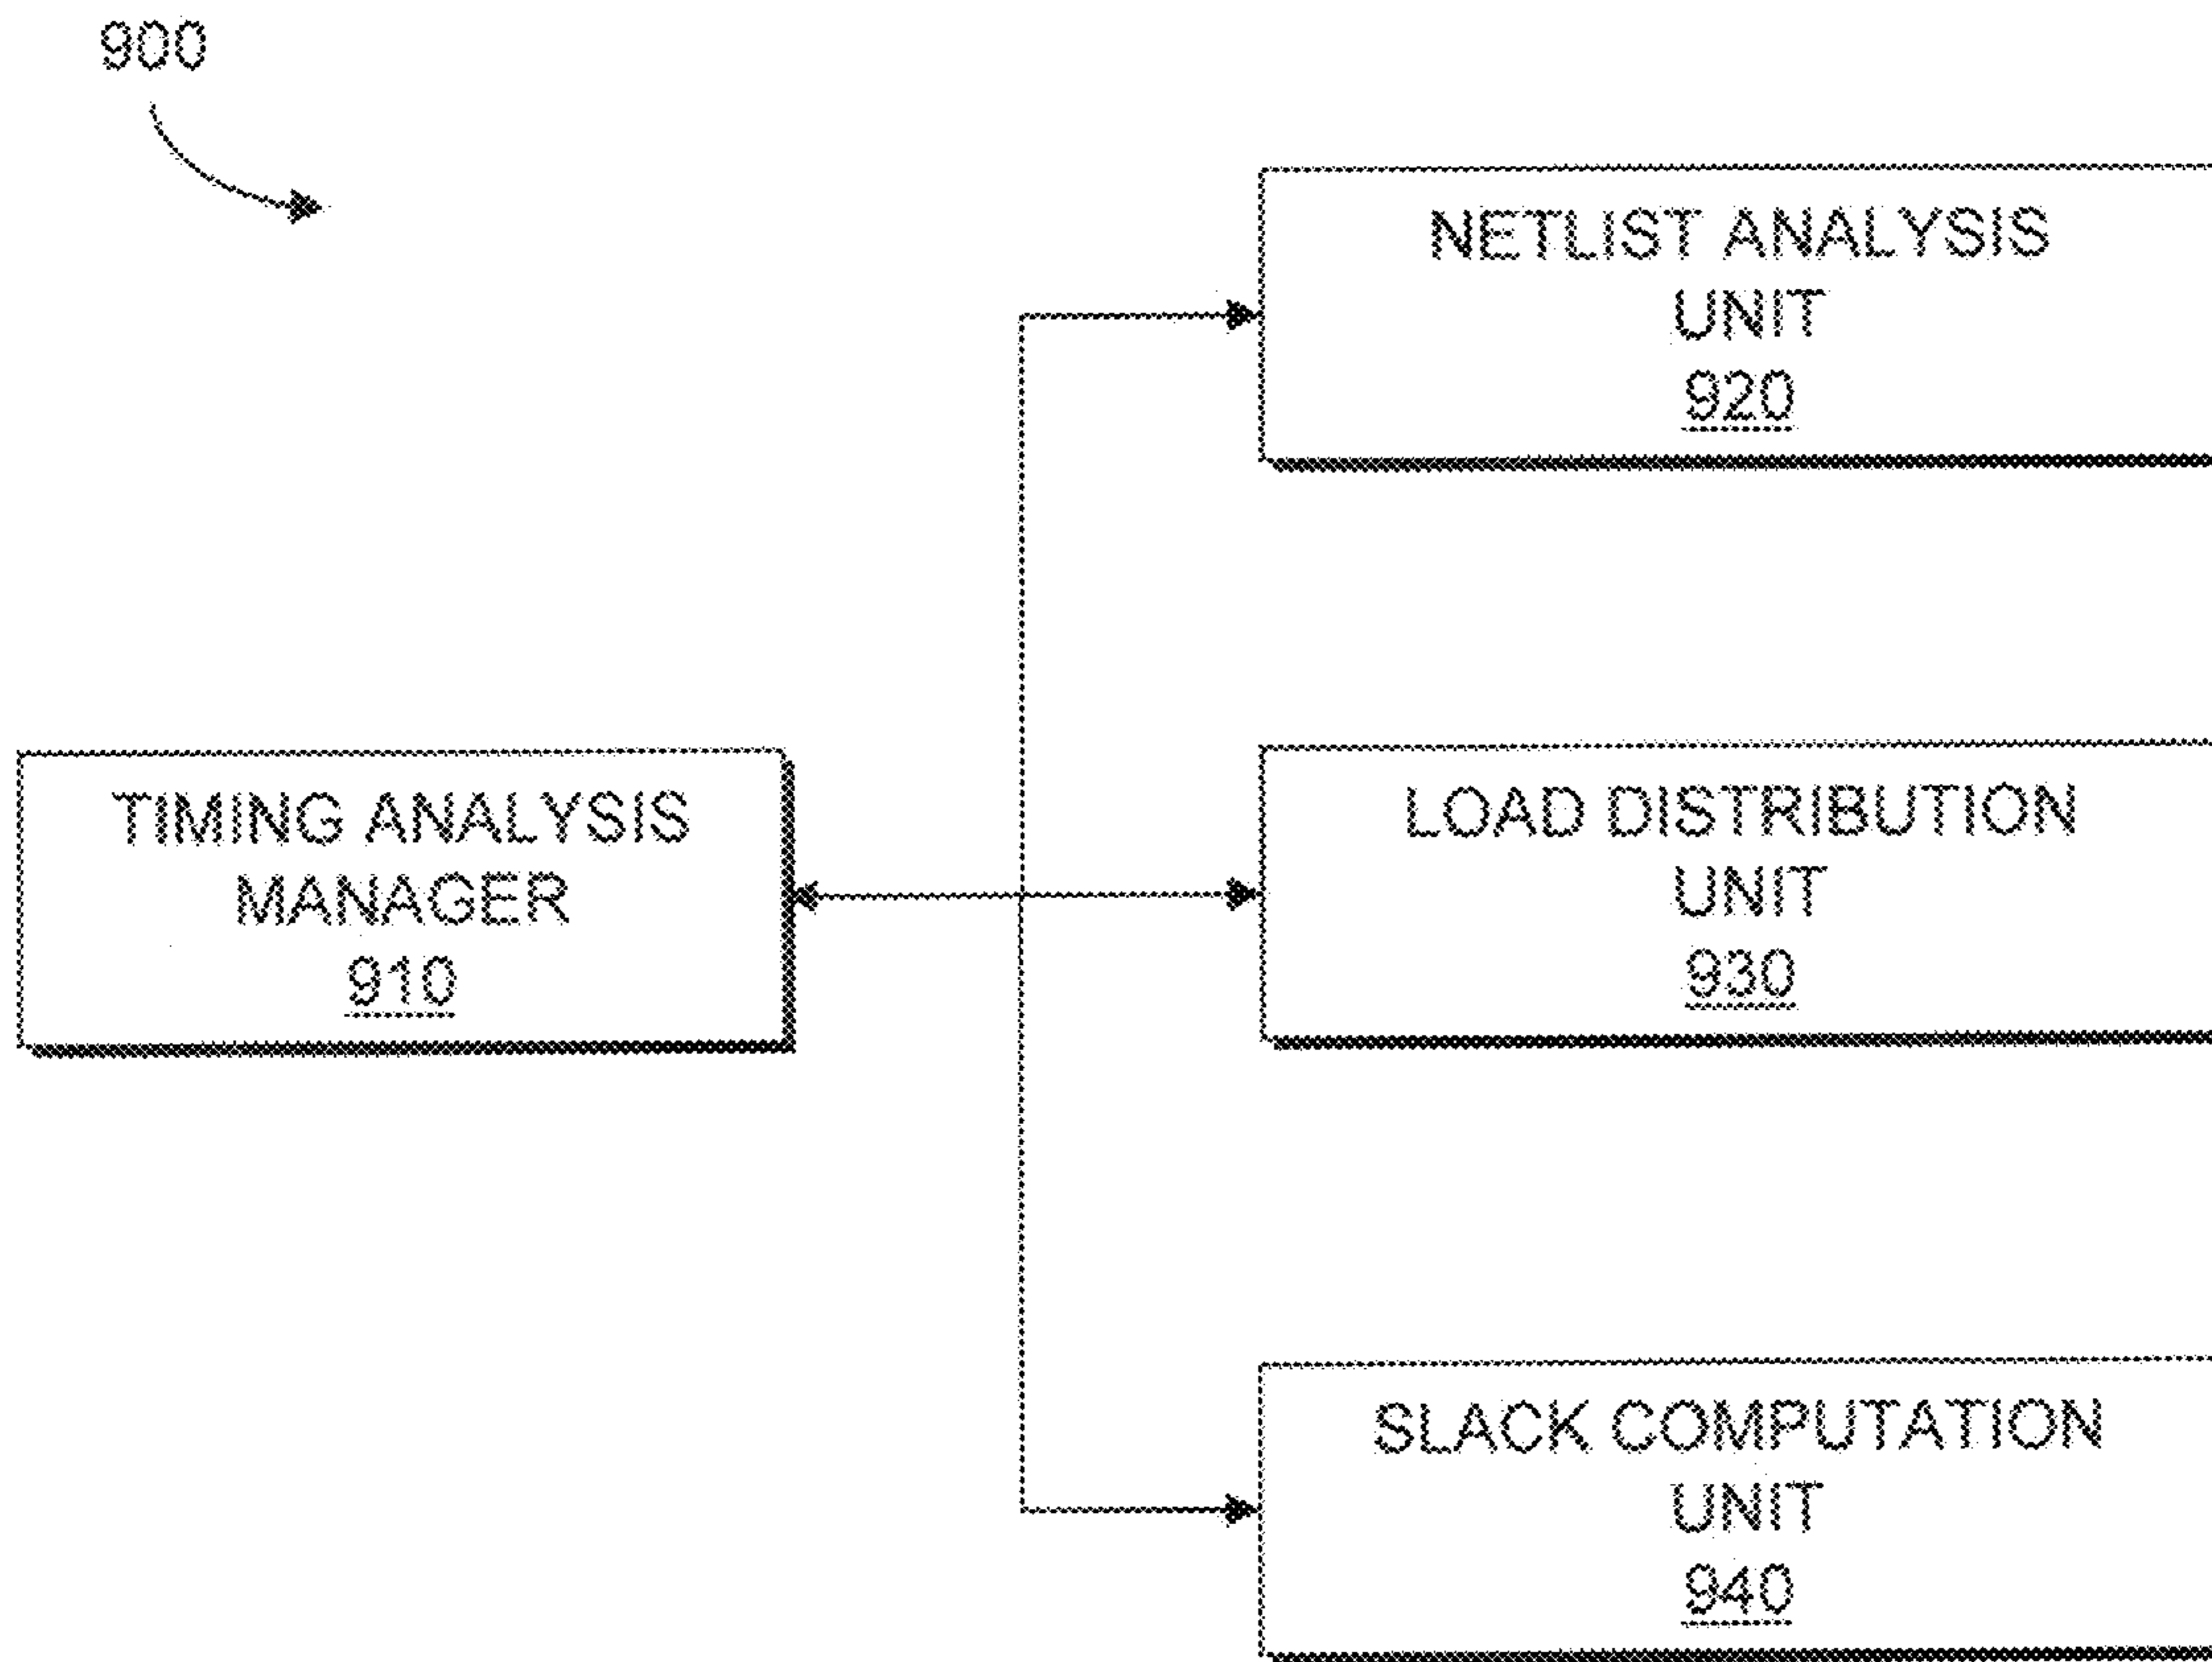 900
NETLIST ANALYSIS
UNIT
920
TIMING ANALYSIS
MANAGER
910
LOAD DISTRIBUTION
UNIT
930
SLACK COMPUTATION
UNIT
940